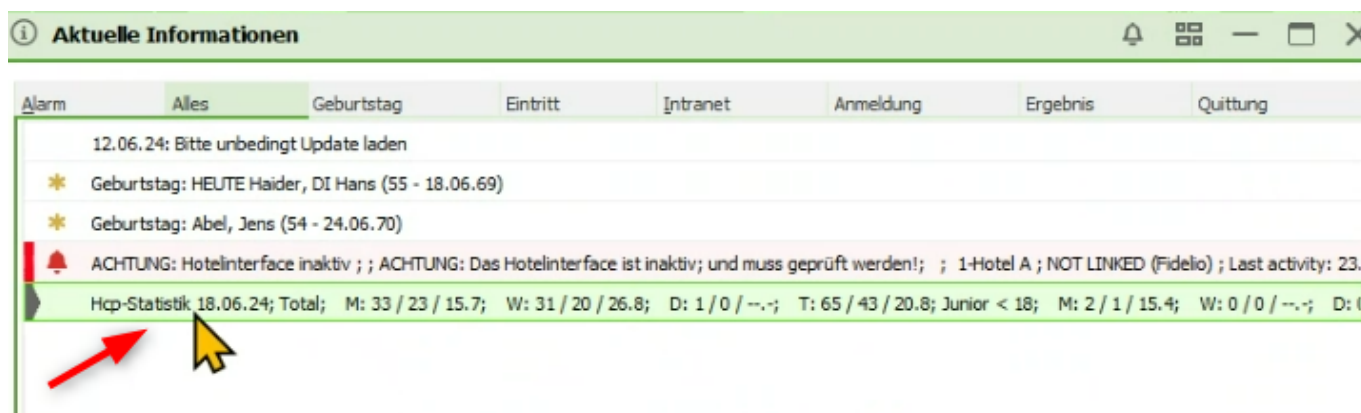 Aktuelle Informationen
Alarm Alles Geburtstag Eintritt Intranet Anmeldung Ergebnis Quittung
12.06.24: Bitte unbedingt Update laden
Geburtstag: HEUTE Haider, DI Hans (55 - 18.06.69)
Geburtstag: Abel, Jens (54 - 24.06.70)
ACHTUNG: Hotelinterface inaktiv ; ; ACHTUNG: Das Hotelinterface ist inaktiv; und muss geprüft werden!; ; 1-Hotel A ; NOT LINKED (Fidelio) ; Last activity: 23.
Hcp-Statistik 18.06.24; Total; M: 33 / 23 / 15.7; W: 31 / 20 / 26.8; D: 1 / 0 / --.-; T: 65 / 43 / 20.8; Junior < 18; M: 2 / 1 / 15.4; W: 0 / 0 / --.-; D: